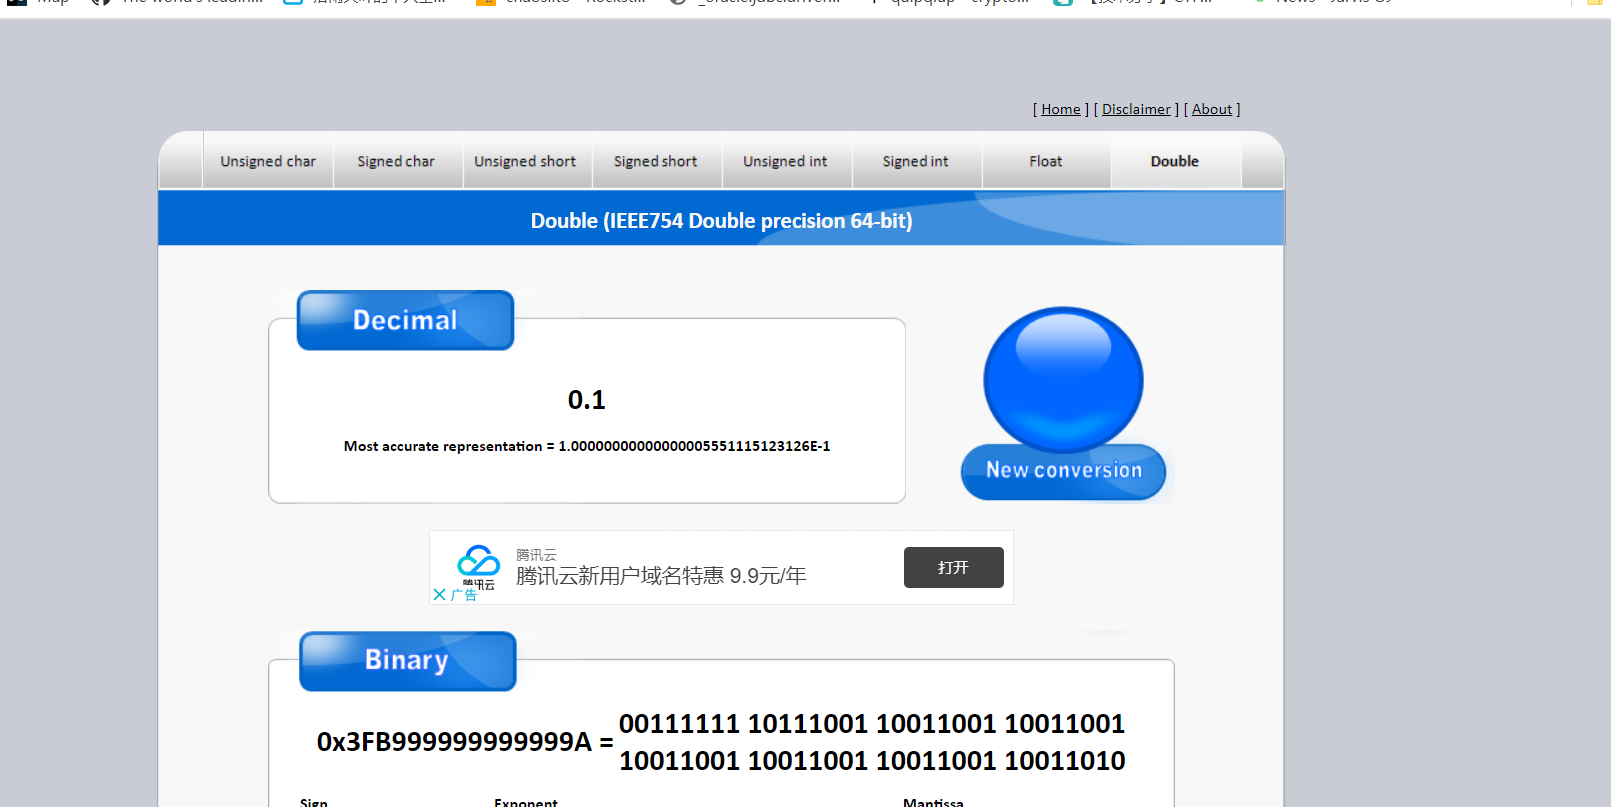 [ Home ] [ Disclaimer ] [ About ]
Unsigned char Signed char Unsigned short Signed short Unsigned int Signed int Float Double
Double (IEEE754 Double precision 64-bit)
Decimal
0.1
Most accurate representation = 1.00000000000000005551115123126E-1
New conversion
腾讯云
腾讯云新用户域名特惠 9.9元/年
打开
腾讯云
广告
Binary
0x3FB999999999999A =
00111111 10111001 10011001 10011001
10011001 10011001 10011001 10011010
Sign Exponent Mantissa